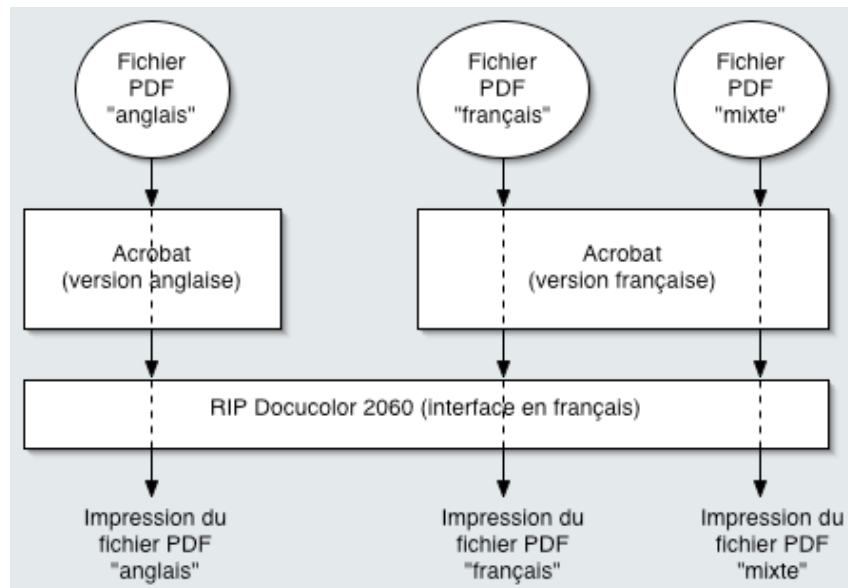 Fichier
PDF
"anglais"
Fichier
PDF
"français"
Fichier
PDF
"mixte"
Acrobat
(version anglaise)
Acrobat
(version française)
RIP Docucolor 2060 (interface en français)
Impression du
fichier PDF
"anglais"
Impression du
fichier PDF
"français"
Impression du
fichier PDF
"mixte"